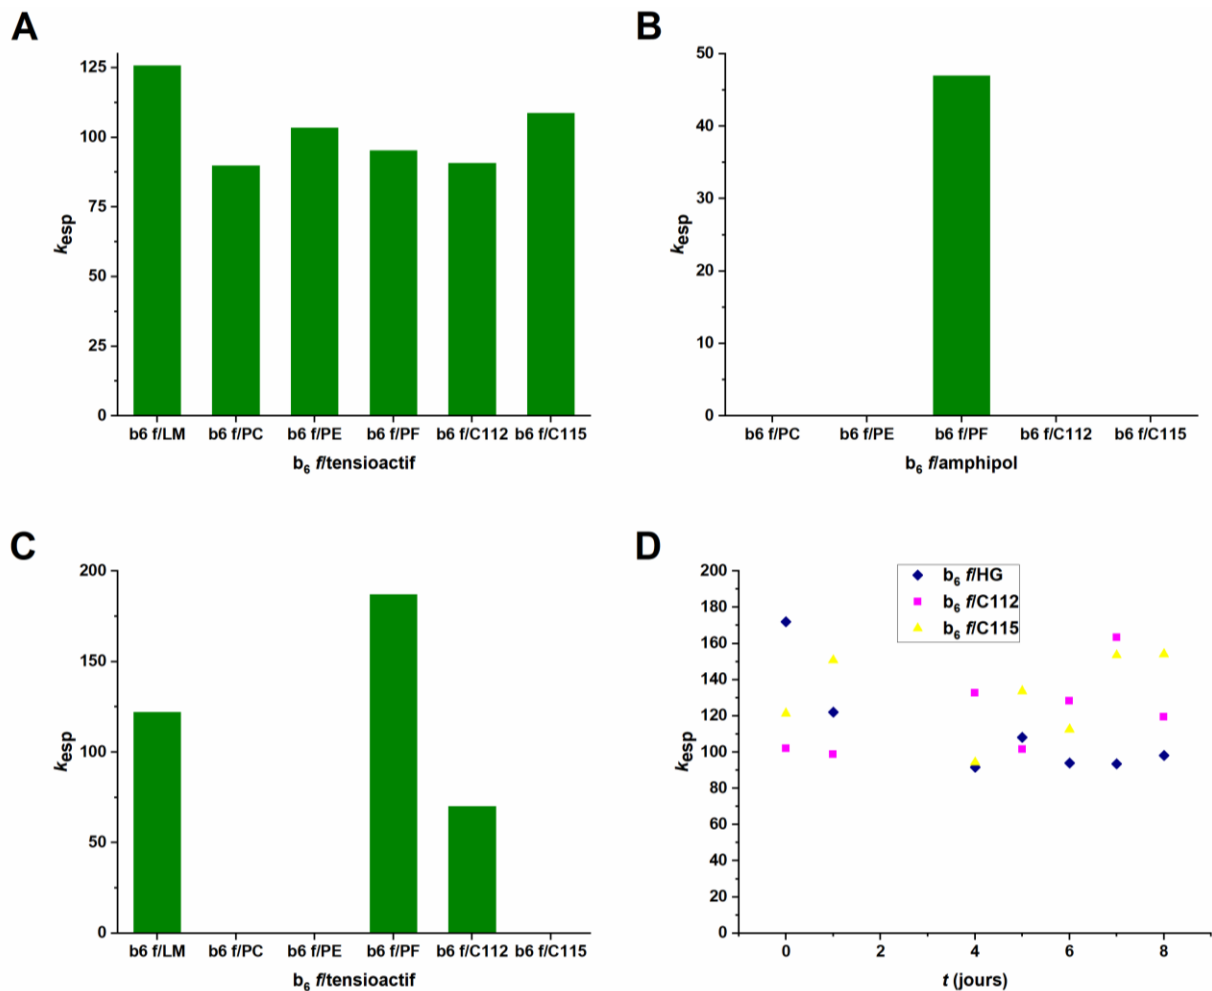 A
125
100
75
50
25
0
kesp
b6 f/LM b6 f/PC b6 f/PE b6 f/PF b6 f/C112 b6 f/C115
b6 f/tensioactif
B
50
40
30
20
10
0
kesp
b6 f/PC b6 f/PE b6 f/PF b6 f/C112 b6 f/C115
b6 f/amphipol
C
200
150
100
50
0
kesp
b6 f/LM b6 f/PC b6 f/PE b6 f/PF b6 f/C112 b6 f/C115
b6 f/tensioactif
D
200
180
160
140
120
100
80
60
40
20
0
kesp
b6 f/HG
b6 f/C112
b6 f/C115
0 2 4 6 8
t (jours)